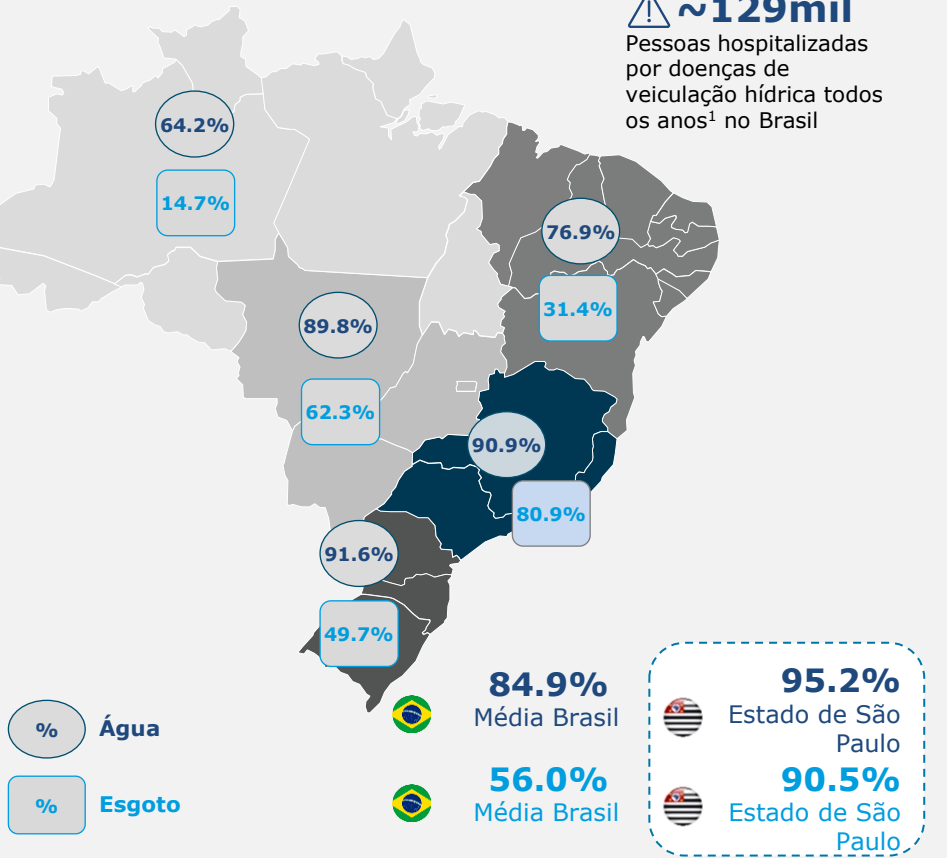 ~129mil
Pessoas hospitalizadas
por doenças de
veiculação hídrica todos
os anos¹ no Brasil
64.2%
14.7%
76.9%
31.4%
89.8%
62.3%
90.9%
80.9%
91.6%
49.7%
% Água
% Esgoto
84.9%
Média Brasil
56.0%
Média Brasil
95.2%
Estado de São
Paulo
90.5%
Estado de São
Paulo